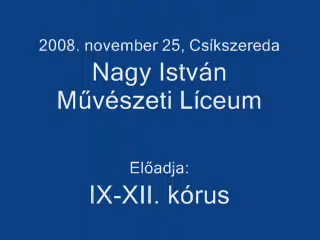 2008. november 25, Csíkszereda
Nagy István
Művészeti Líceum
Előadja:
IX-XII. kórus